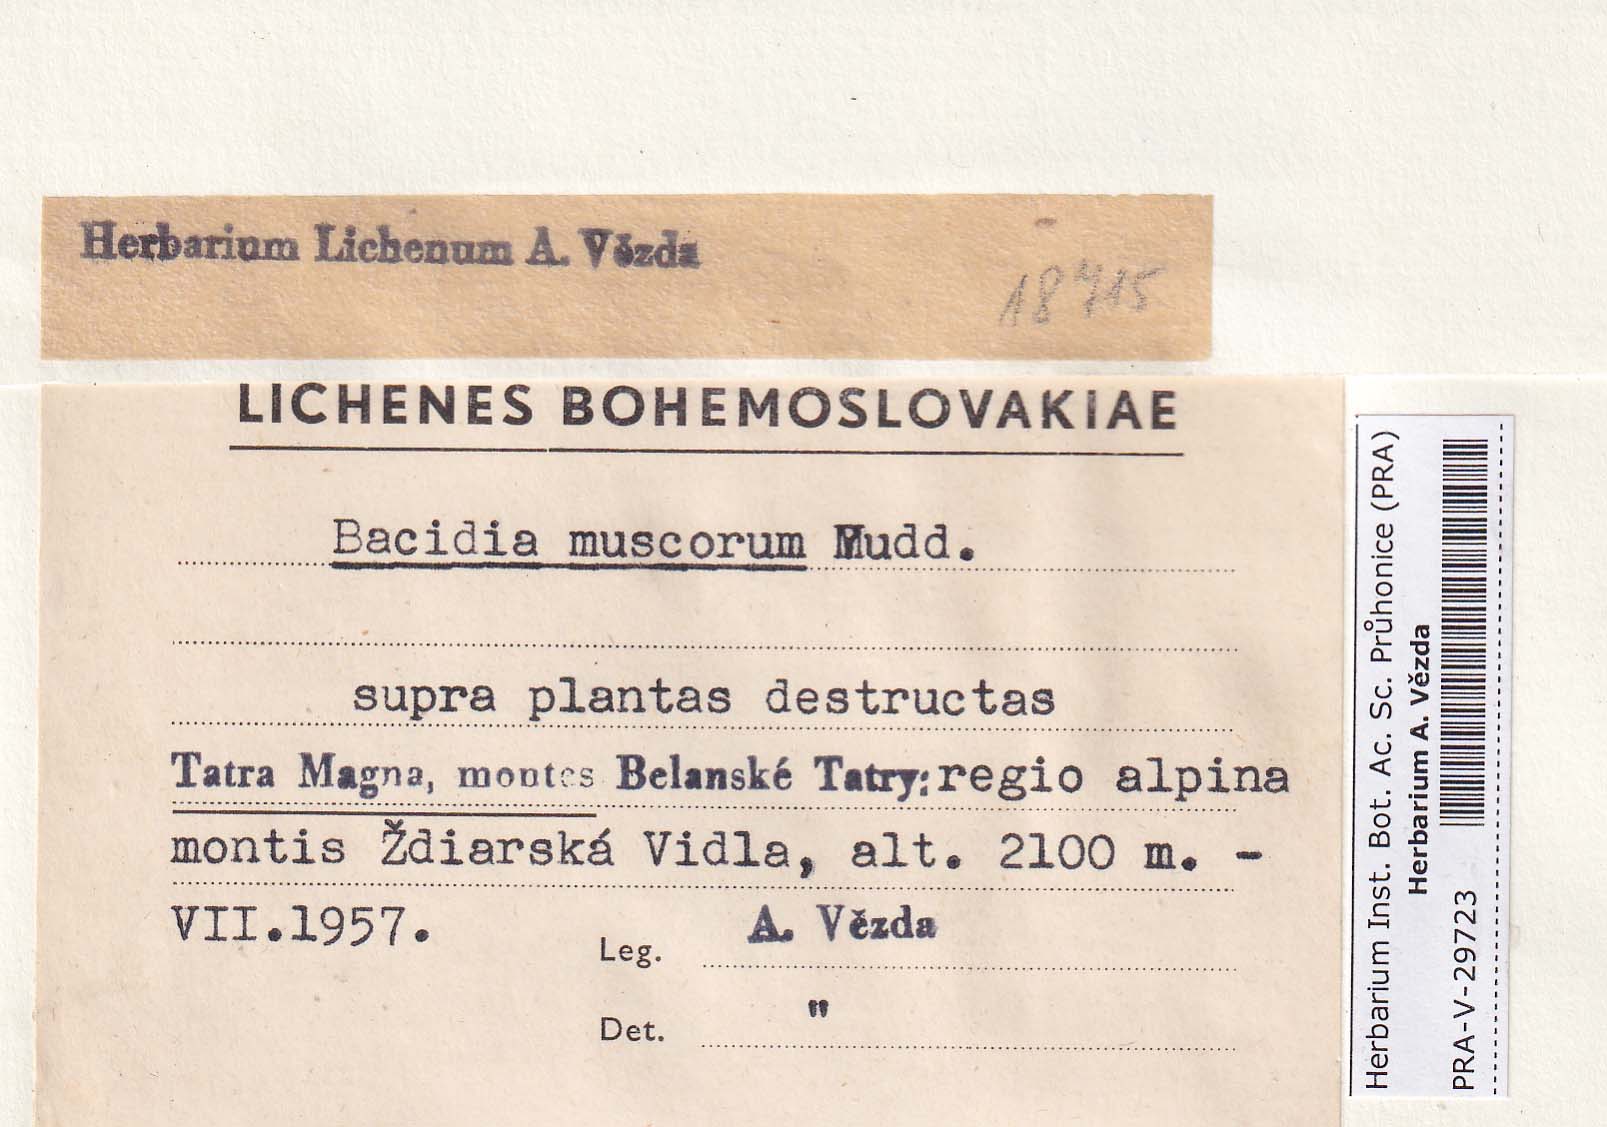 Herbarium Lichenum A. Vězda
18715
LICHENES BOHEMOSLOVAKIAE
Bacidia muscorum Mudd.
supra plantas destructas
Tatra Magna, montes Belanské Tatry: regio alpina
montis Ždiarská Vidla, alt. 2100 m. -
VII.1957.
Leg. A. Vězda
Det. "
Herbarium Inst. Bot. Ac. Sc. Průhonice (PRA)
Herbarium A. Vězda
PRA-V-29723